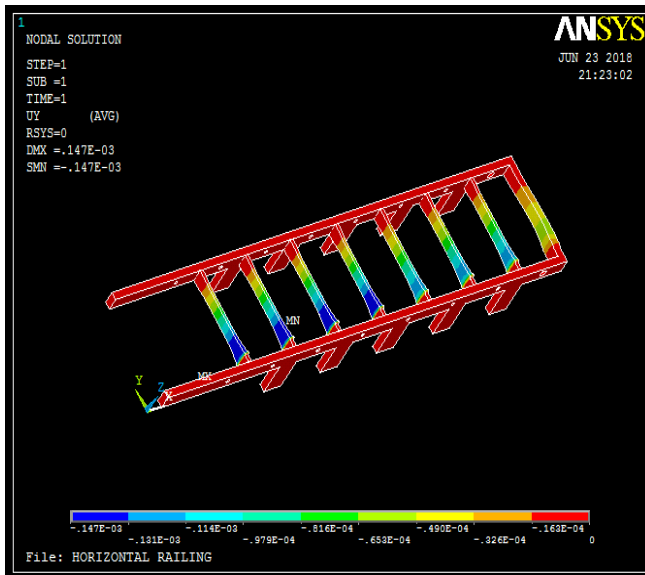 1
NODAL SOLUTION
STEP=1
SUB =1
TIME=1
UY (AVG)
RSYS=0
DMX =.147E-03
SMN =-.147E-03
ANSYS
JUN 23 2018
21:23:02
MN
MX
Y
Z
X
-.147E-03 -.114E-03 -.816E-04 -.490E-04 -.163E-04
-.131E-03 -.979E-04 -.653E-04 -.326E-04 0
File: HORIZONTAL RAILING